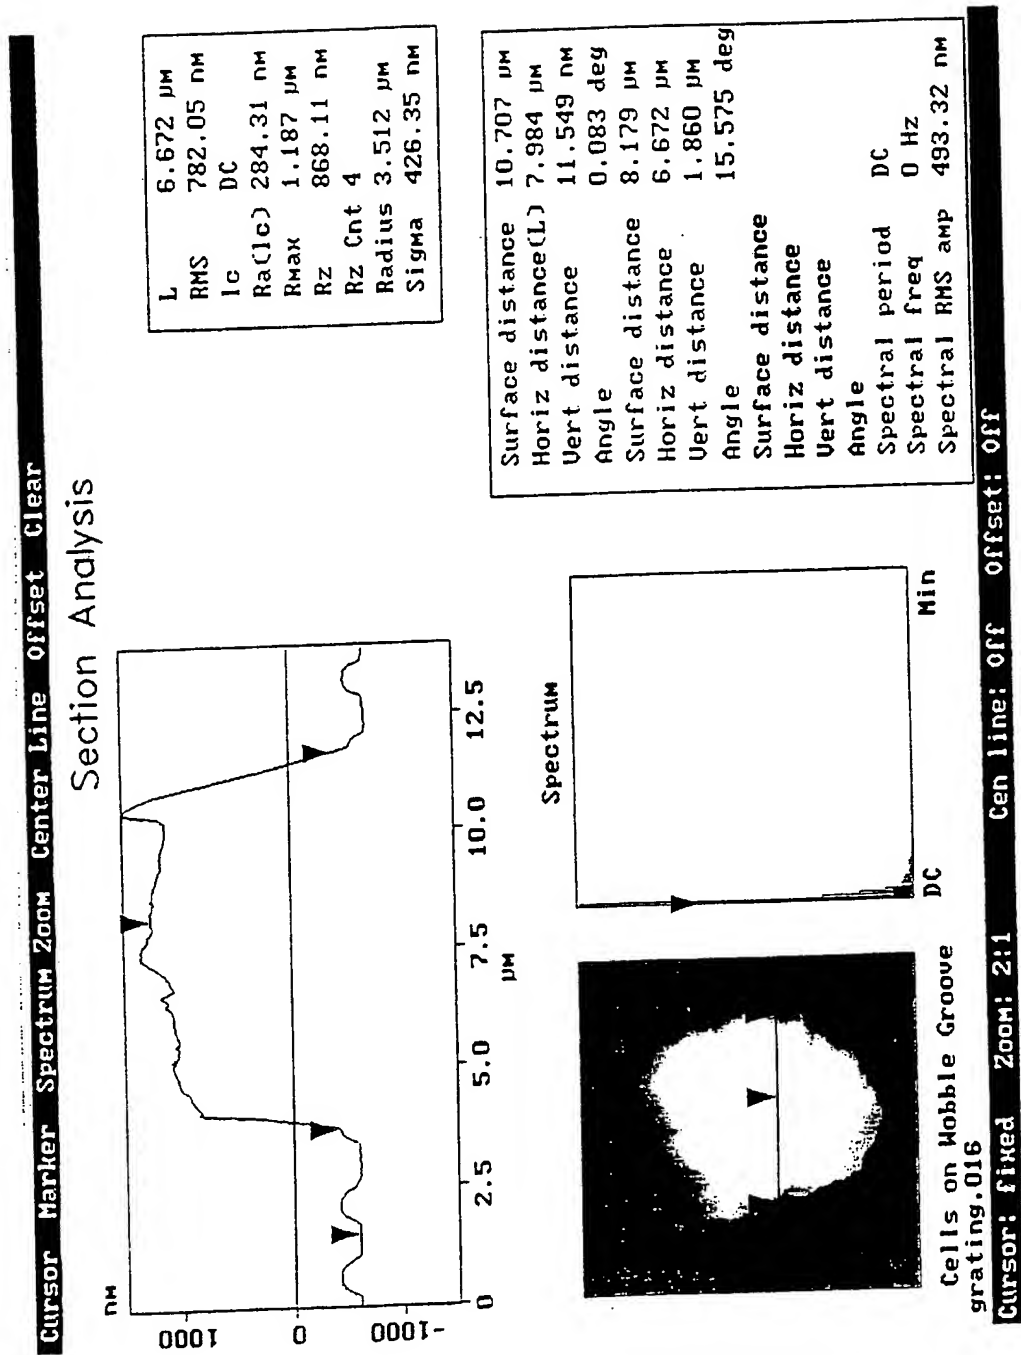 Cursor Marker Spectrum Zoom Center Line Offset Clear
Section Analysis
nM
1000
0
-1000
0
2.5
5.0
7.5
10.0
12.5
µM
L 6.672 µM
RMS 782.05 nM
lc DC
Ra(lc) 284.31 nM
Rmax 1.187 µM
Rz 868.11 nM
Rz Cnt 4
Radius 3.512 µM
Sigma 426.35 nM
Surface distance 10.707 µM
Horiz distance(L) 7.984 µM
Vert distance 11.549 nM
Angle 0.083 deg
Surface distance 8.179 µM
Horiz distance 6.672 µM
Vert distance 1.860 µM
Angle 15.575 deg
Surface distance
Horiz distance
Vert distance
Angle
Spectral period DC
Spectral freq 0 Hz
Spectral RMS amp 493.32 nM
Spectrum
DC
Min
Cells on Wobble Groove
grating.016
Cursor: fixed Zoom: 2:1 Cen line: Off Offset: Off